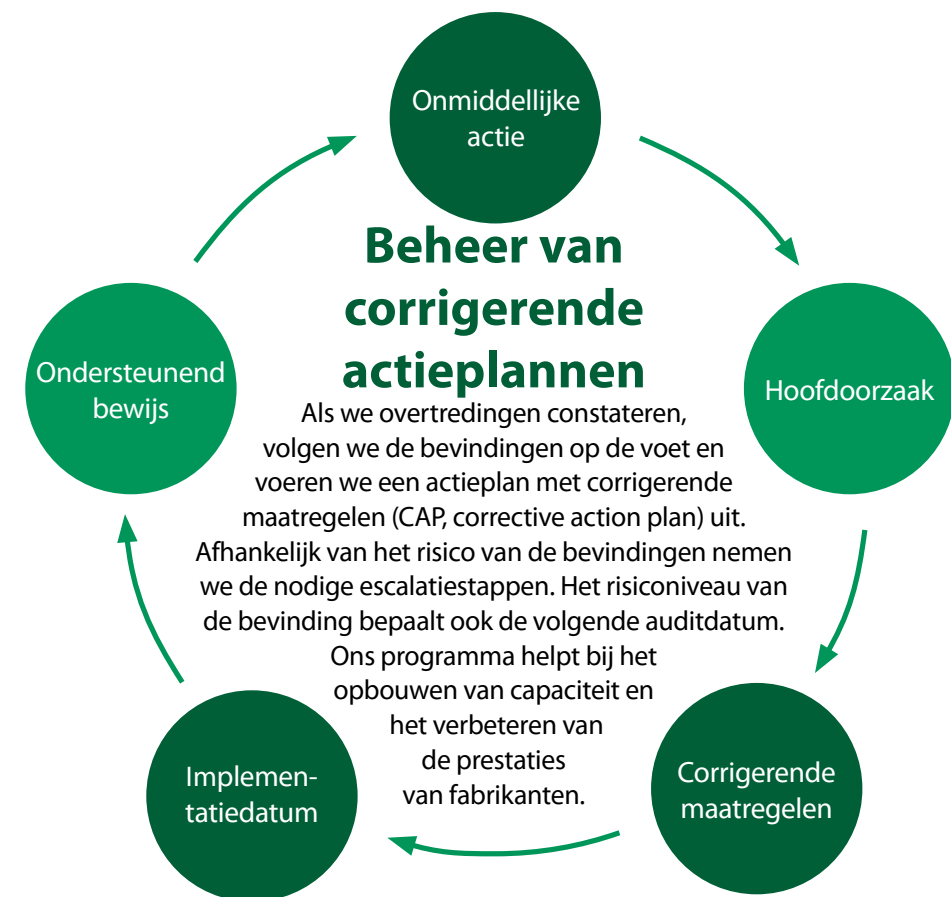 Onmiddellijke
actie
Beheer van
corrigerende
actieplannen
Als we overtredingen constateren,
volgen we de bevindingen op de voet en
voeren we een actieplan met corrigerende
maatregelen (CAP, corrective action plan) uit.
Afhankelijk van het risico van de bevindingen nemen
we de nodige escalatiestappen. Het risiconiveau van
de bevinding bepaalt ook de volgende auditdatum.
Ons programma helpt bij het
opbouwen van capaciteit en
het verbeteren van
de prestaties
van fabrikanten.
Hoofdoorzaak
Corrigerende
maatregelen
Implemen-
tatiedatum
Ondersteunend
bewijs